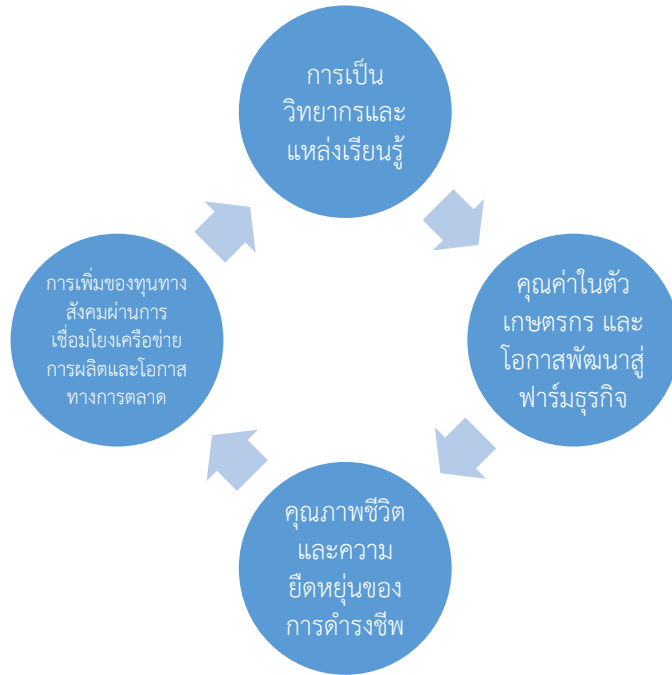 การเป็น
วิทยากรและ
แหล่งเรียนรู้
คุณค่าในตัว
เกษตรกร และ
โอกาสพัฒนาสู่
ฟาร์มธุรกิจ
คุณภาพชีวิต
และความ
ยืดหยุ่นของ
การดำรงชีพ
การเพิ่มของทุนทาง
สังคมผ่านการ
เชื่อมโยงเครือข่าย
การผลิตและโอกาส
ทางการตลาด